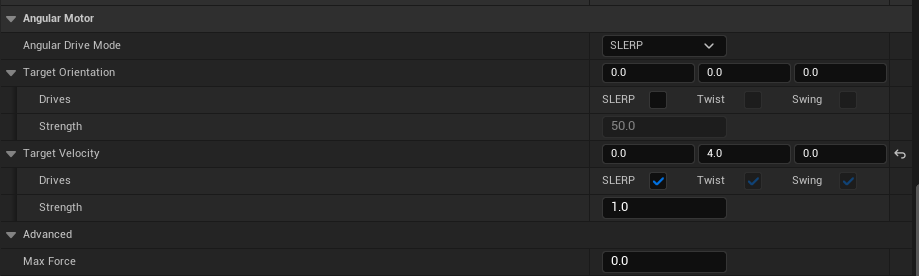 Angular Motor
Angular Drive Mode SLERP
Target Orientation 0.0 0.0 0.0
Drives SLERP Twist Swing
Strength 50.0
Target Velocity 0.0 4.0 0.0
Drives SLERP Twist Swing
Strength 1.0
Advanced
Max Force 0.0